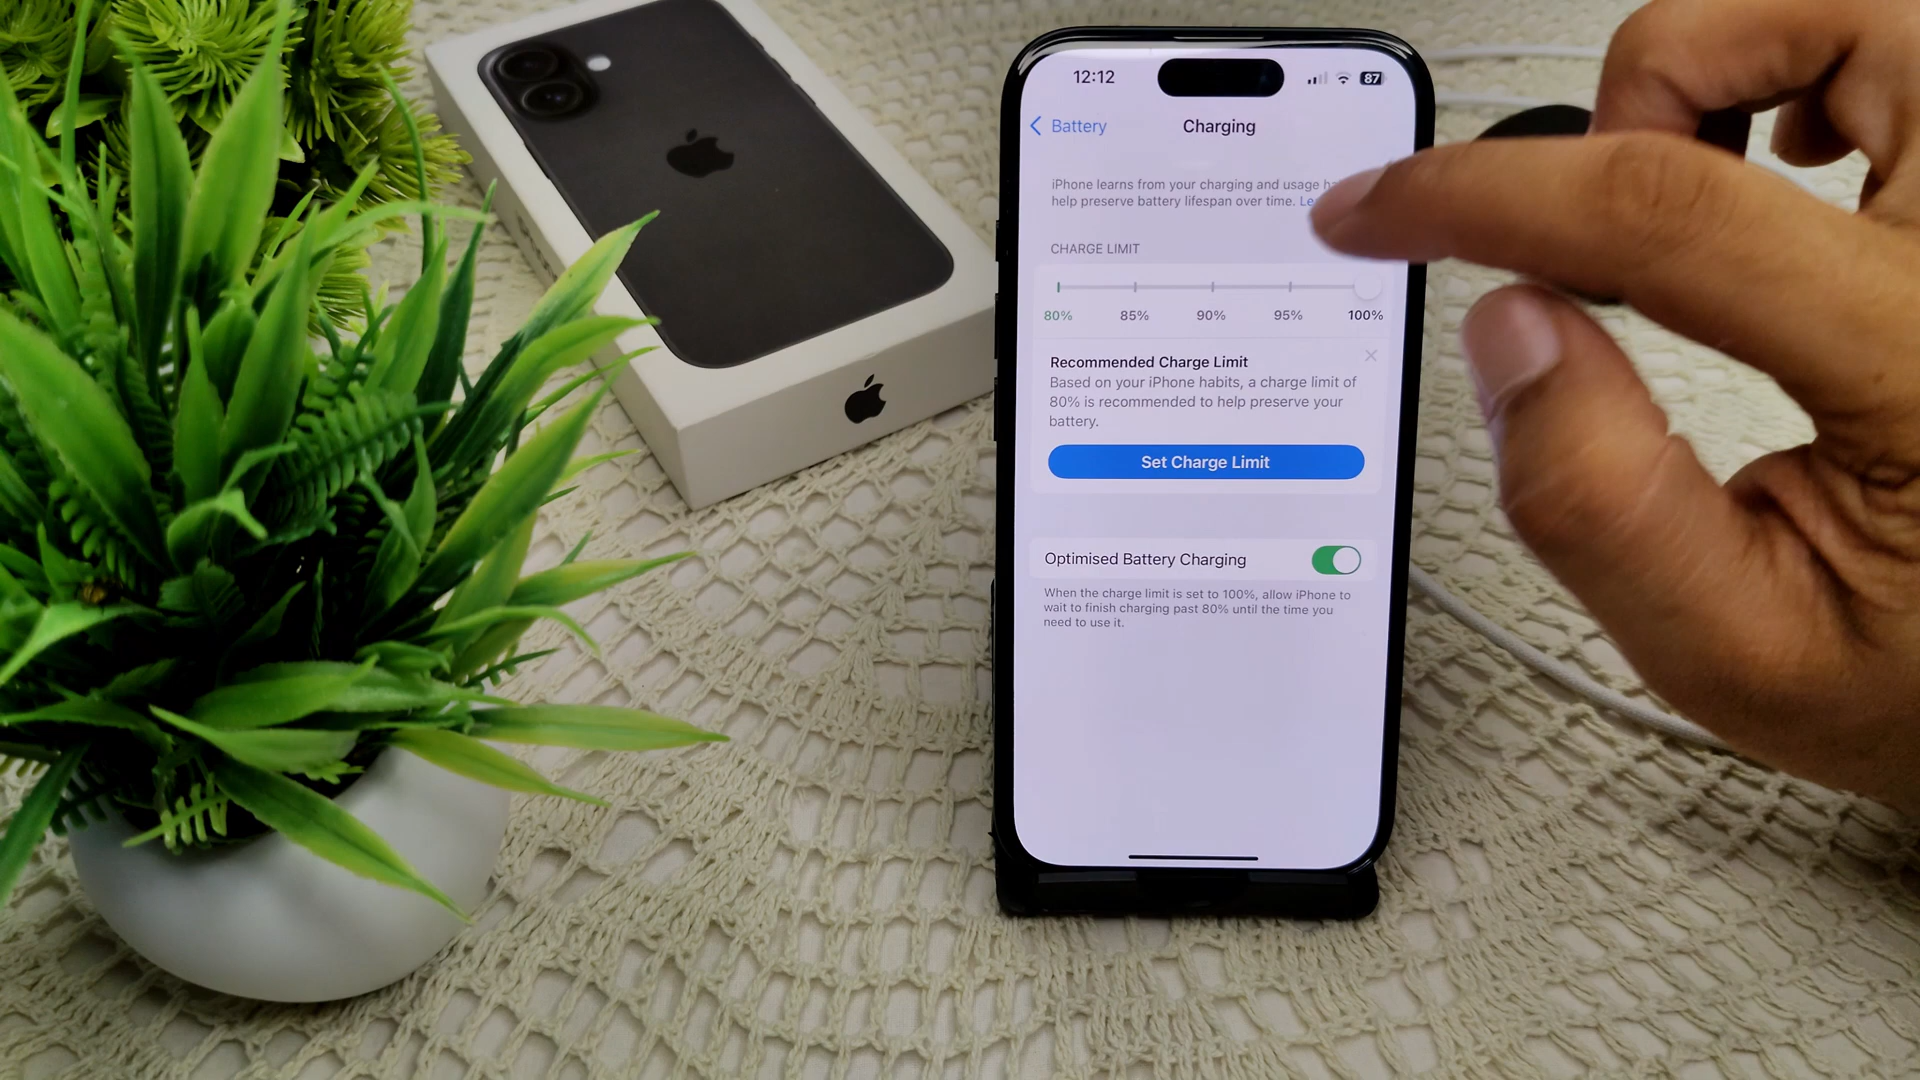 12:12 87
Battery Charging
iPhone learns from your charging and usage
help preserve battery lifespan over time.
CHARGE LIMIT
80% 85% 90% 95% 100%
Recommended Charge Limit
Based on your iPhone habits, a charge limit of
80% is recommended to help preserve your
battery.
Set Charge Limit
Optimised Battery Charging
When the charge limit is set to 100%, allow iPhone to
wait to finish charging past 80% until the time you
need to use it.